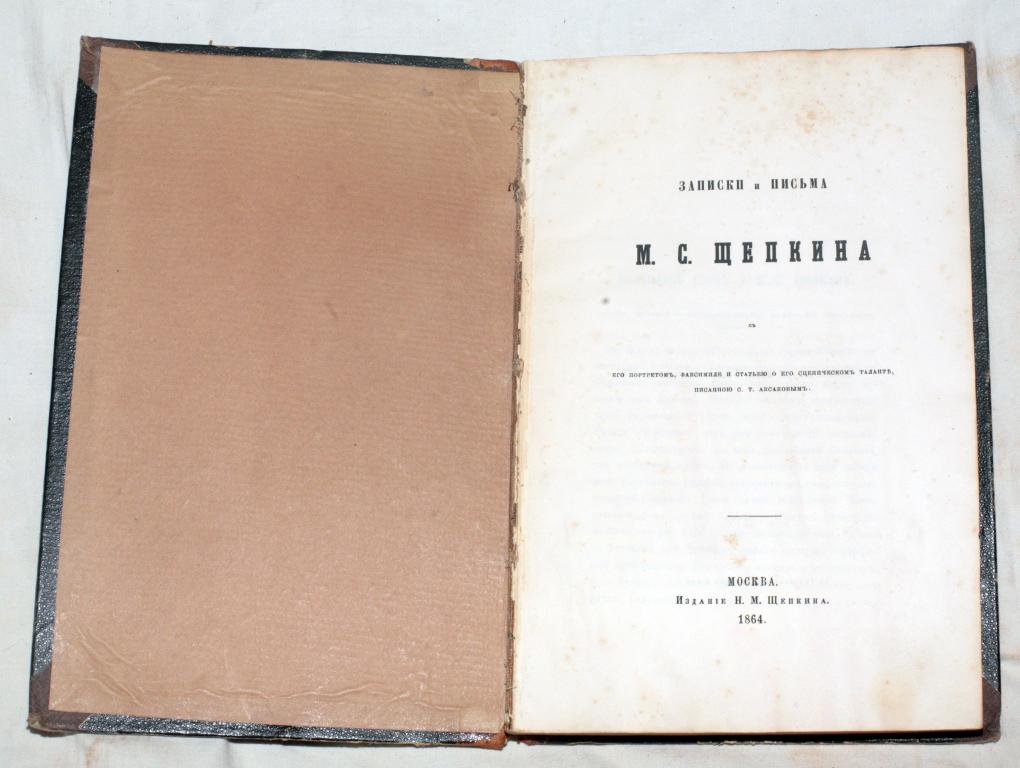 ЗАПИСКИ и ПИСЬМА
М. С. ЩЕПКИНА
съ
ЕГО ПОРТРЕТОМЪ, ФАКСИМИЛЕ И СТАТЬЕЮ О ЕГО СЦЕНИЧЕСКОМЪ ТАЛАНТѢ,
ПИСАННОЮ С. Т. АКСАКОВЫМЪ.
МОСКВА.
Изданіе Н. М. Щепкина.
1864.